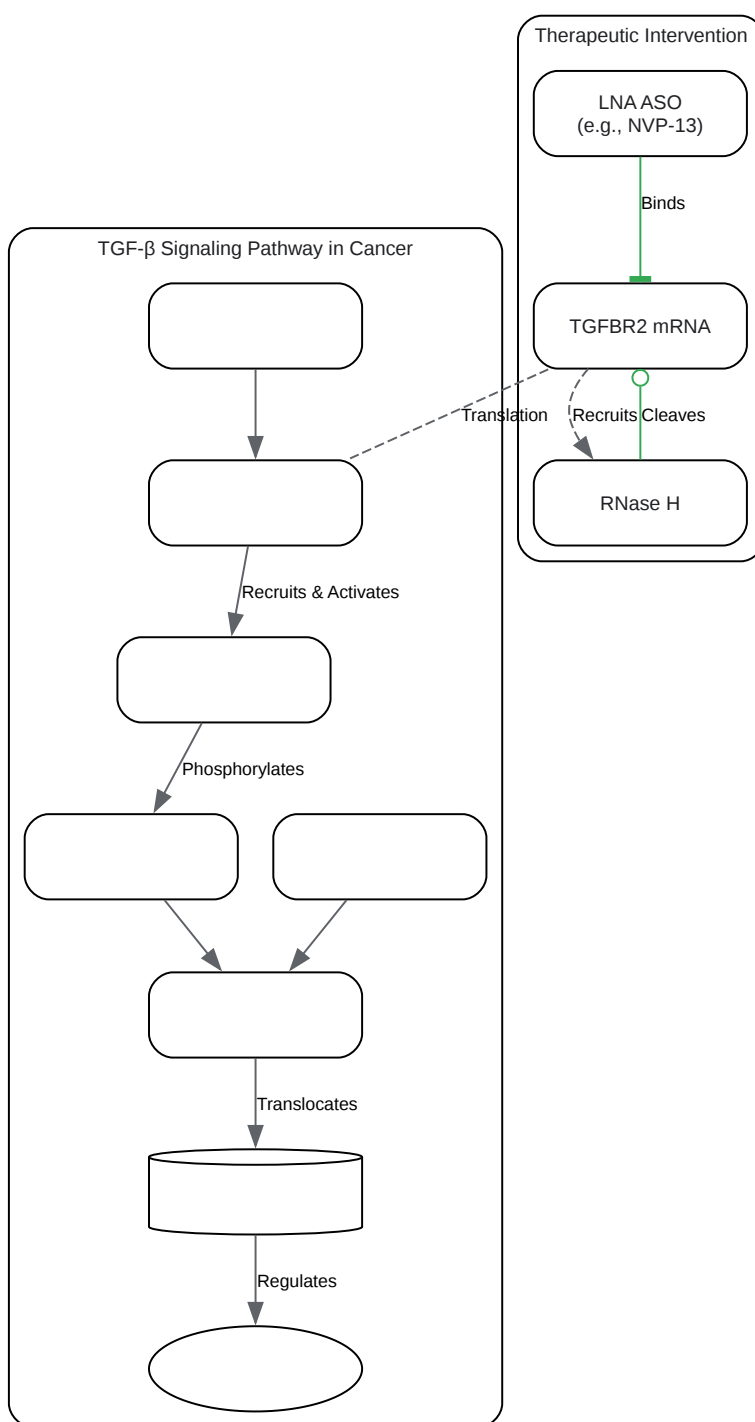 Therapeutic Intervention
LNA ASO
(e.g., NVP-13)
Binds
TGF-β Signaling Pathway in Cancer
TGFBR2 mRNA
Translation
Recruits
Cleaves
RNase H
Recruits & Activates
Phosphorylates
Translocates
Regulates